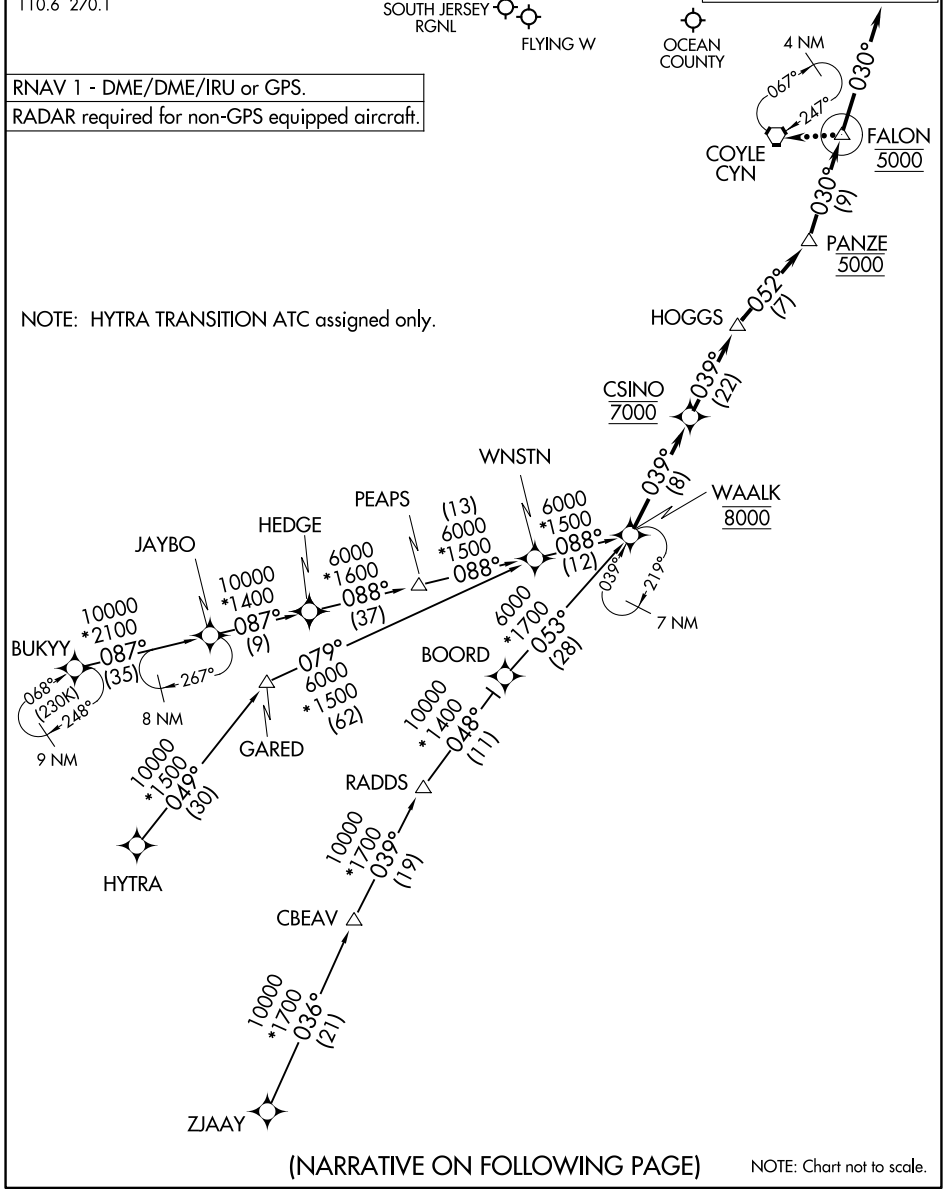 110.6 270.1
SOUTH JERSEY
RGNL
FLYING W
OCEAN
COUNTY
4 NM
030°
067°
247°
RNAV 1 - DME/DME/IRU or GPS.
RADAR required for non-GPS equipped aircraft.
COYLE
CYN
FALON
5000
030°
(9)
PANZE
5000
NOTE: HYTRA TRANSITION ATC assigned only.
052°
(7)
HOGGS
039°
(22)
CSINO
7000
039°
(8)
WAALK
8000
039°
219°
7 NM
WNSTN
6000
*1500
088°
(12)
PEAPS
(13)
6000
*1500
088°
HEDGE
6000
*1600
088°
(37)
JAYBO
10000
*1400
087°
(9)
10000
*2100
087°
(35)
BUKYY
068°
(230K)
248°
9 NM
267°
8 NM
079°
6000
*1500
(62)
GARED
10000
*1500
049°
(30)
HYTRA
6000
*1700
053°
(28)
BOORD
10000
*1400
048°
(11)
RADDS
10000
*1700
039°
(19)
CBEAV
10000
*1700
036°
(21)
ZJAAY
(NARRATIVE ON FOLLOWING PAGE)
NOTE: Chart not to scale.